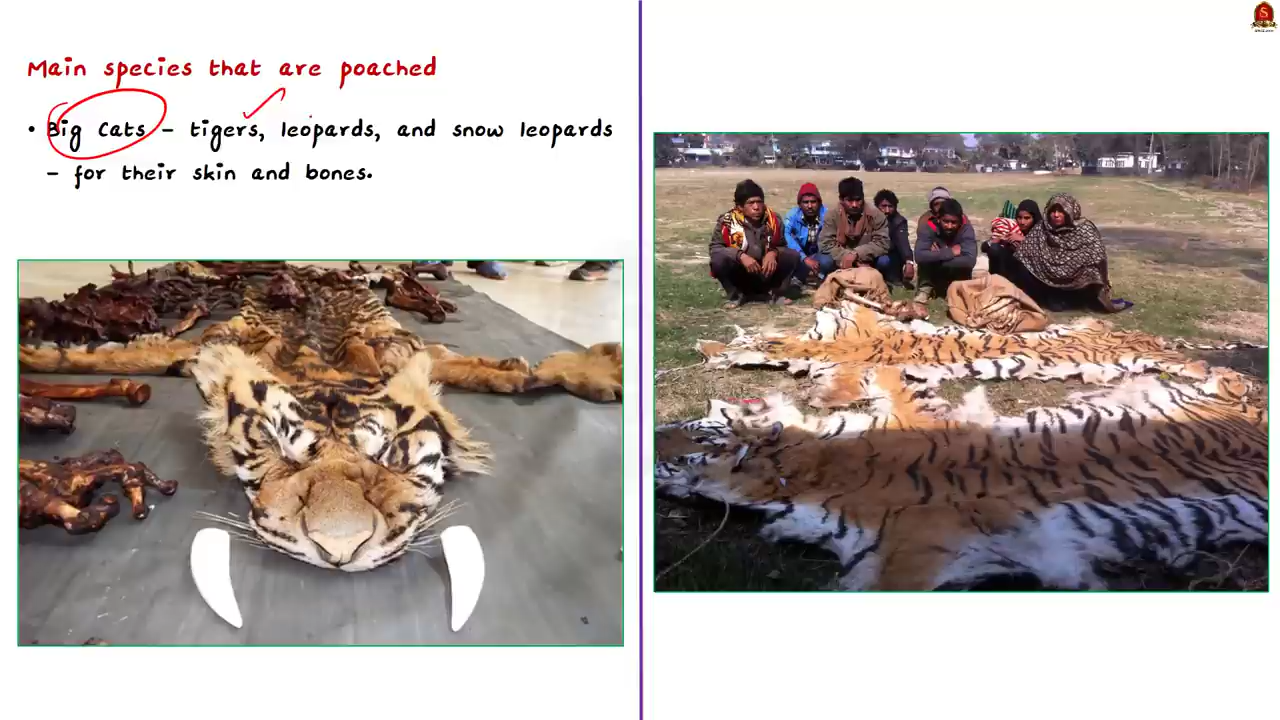 Main species that are poached
• Big Cats – tigers, leopards, and snow leopards
– for their skin and bones.